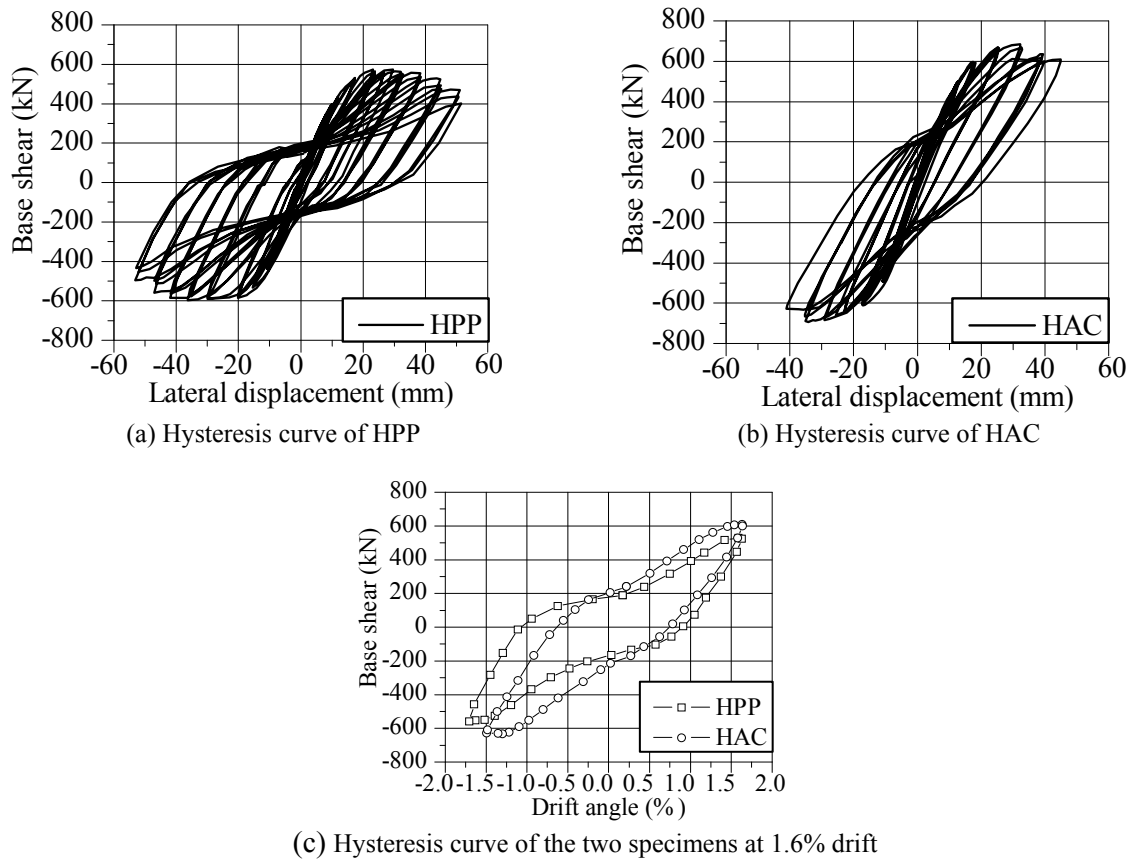 800
600
400
200
0
-200
-400
-600
-800
Base shear (kN)
HPP
-60 -40 -20 0 20 40 60
Lateral displacement (mm)
(a) Hysteresis curve of HPP
800
600
400
200
0
-200
-400
-600
-800
Base shear (kN)
HAC
-60 -40 -20 0 20 40 60
Lateral displacement (mm)
(b) Hysteresis curve of HAC
800
600
400
200
0
-200
-400
-600
-800
Base shear (kN)
HPP
HAC
-2.0 -1.5 -1.0 -0.5 0.0 0.5 1.0 1.5 2.0
Drift angle (%)
(c) Hysteresis curve of the two specimens at 1.6% drift